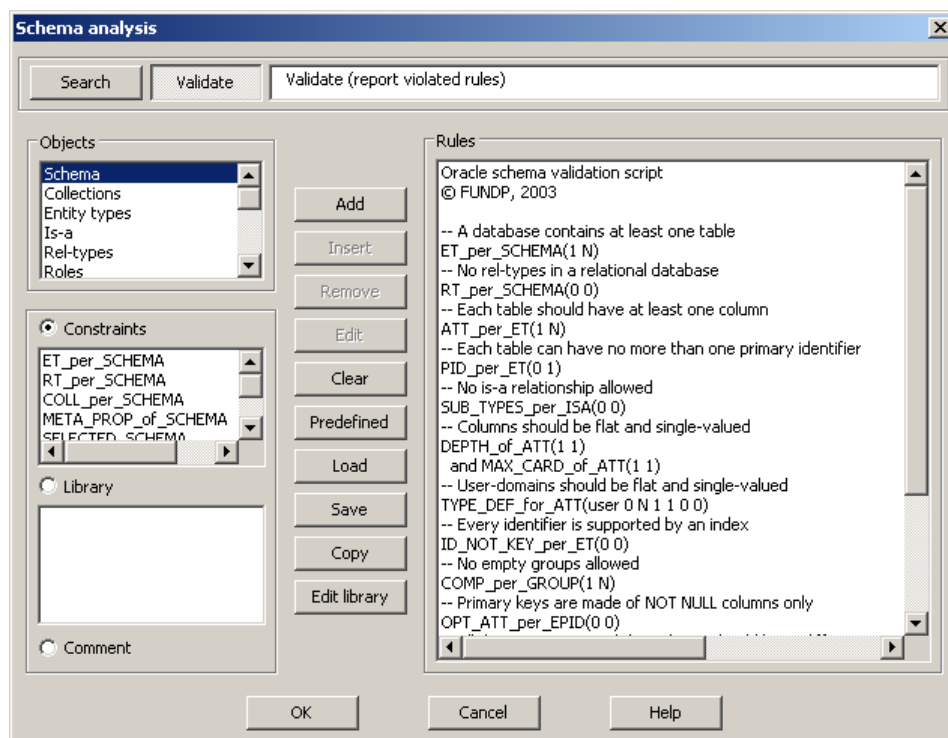 Schema analysis
Search
Validate
Validate (report violated rules)
Objects
Schema
Collections
Entity types
Is-a
Rel-types
Roles
Constraints
ET_per_SCHEMA
RT_per_SCHEMA
COLL_per_SCHEMA
META_PROP_of_SCHEMA
SELECTED_SCHEMA
Library
Comment
Add
Insert
Remove
Edit
Clear
Predefined
Load
Save
Copy
Edit library
Rules
Oracle schema validation script
© FUNDP, 2003
-- A database contains at least one table
ET_per_SCHEMA(1 N)
-- No rel-types in a relational database
RT_per_SCHEMA(0 0)
-- Each table should have at least one column
ATT_per_ET(1 N)
-- Each table can have no more than one primary identifier
PID_per_ET(0 1)
-- No is-a relationship allowed
SUB_TYPES_per_ISA(0 0)
-- Columns should be flat and single-valued
DEPTH_of_ATT(1 1)
and MAX_CARD_of_ATT(1 1)
-- User-domains should be flat and single-valued
TYPE_DEF_for_ATT(user 0 N 1 1 0 0)
-- Every identifier is supported by an index
ID_NOT_KEY_per_ET(0 0)
-- No empty groups allowed
COMP_per_GROUP(1 N)
-- Primary keys are made of NOT NULL columns only
OPT_ATT_per_EPID(0 0)
OK
Cancel
Help